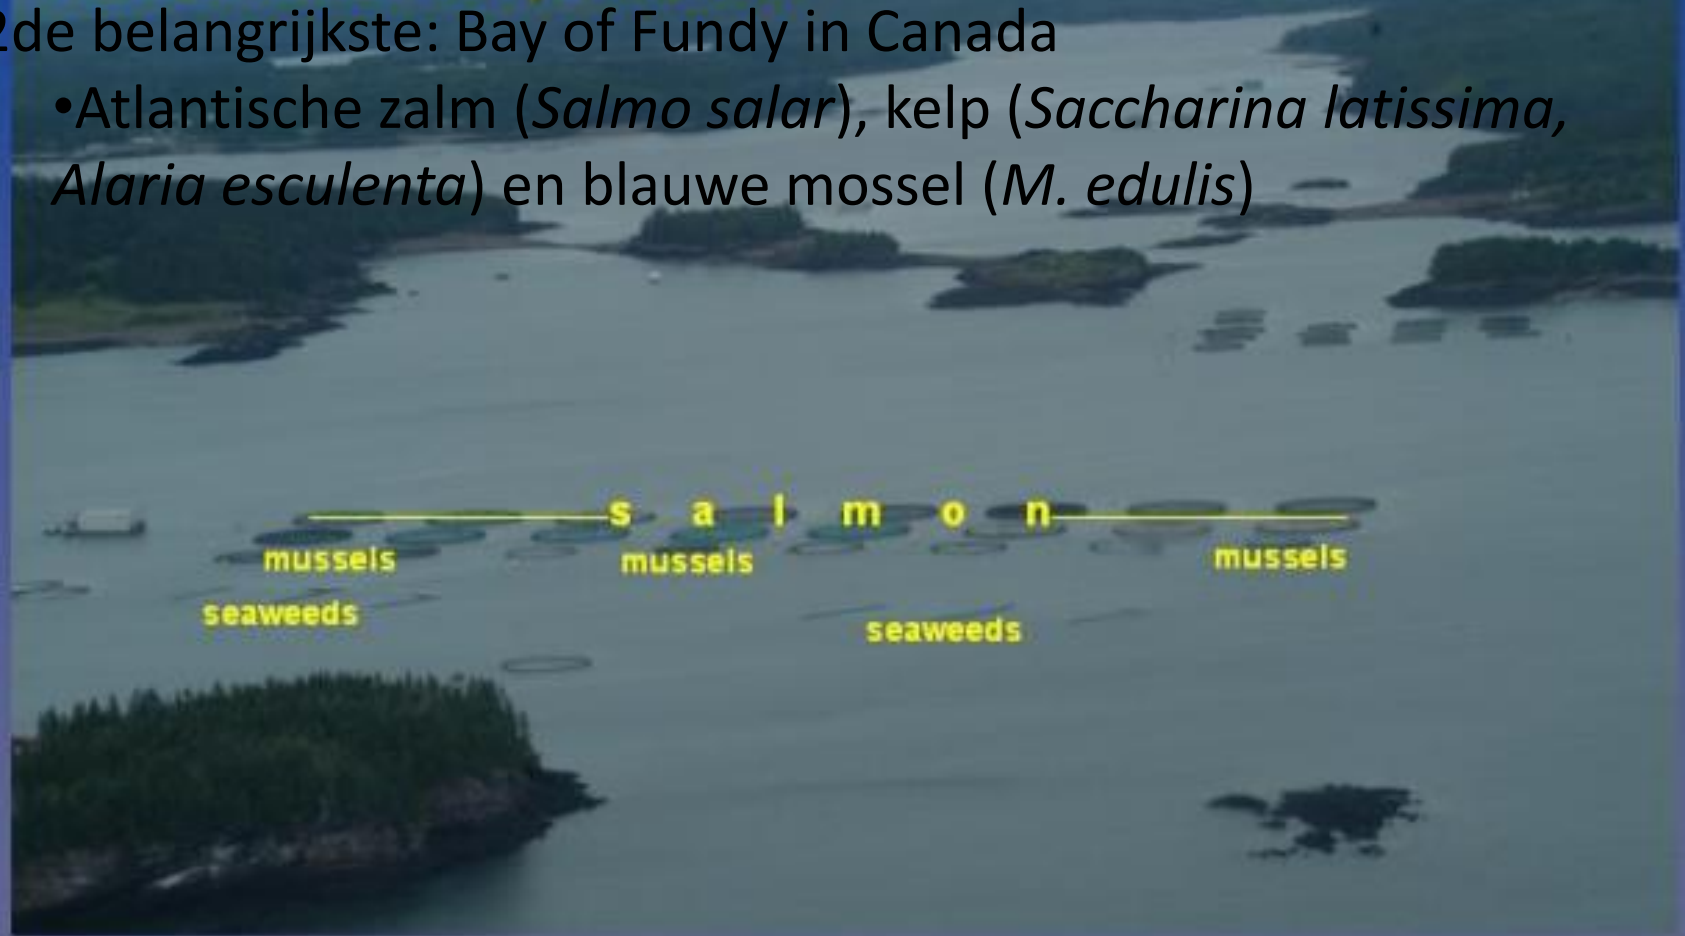 2de belangrijkste: Bay of Fundy in Canada
•Atlantische zalm (Salmo salar), kelp (Saccharina latissima,
Alaria esculenta) en blauwe mossel (M. edulis)
s a l m o n
mussels mussels mussels
seaweeds
seaweeds